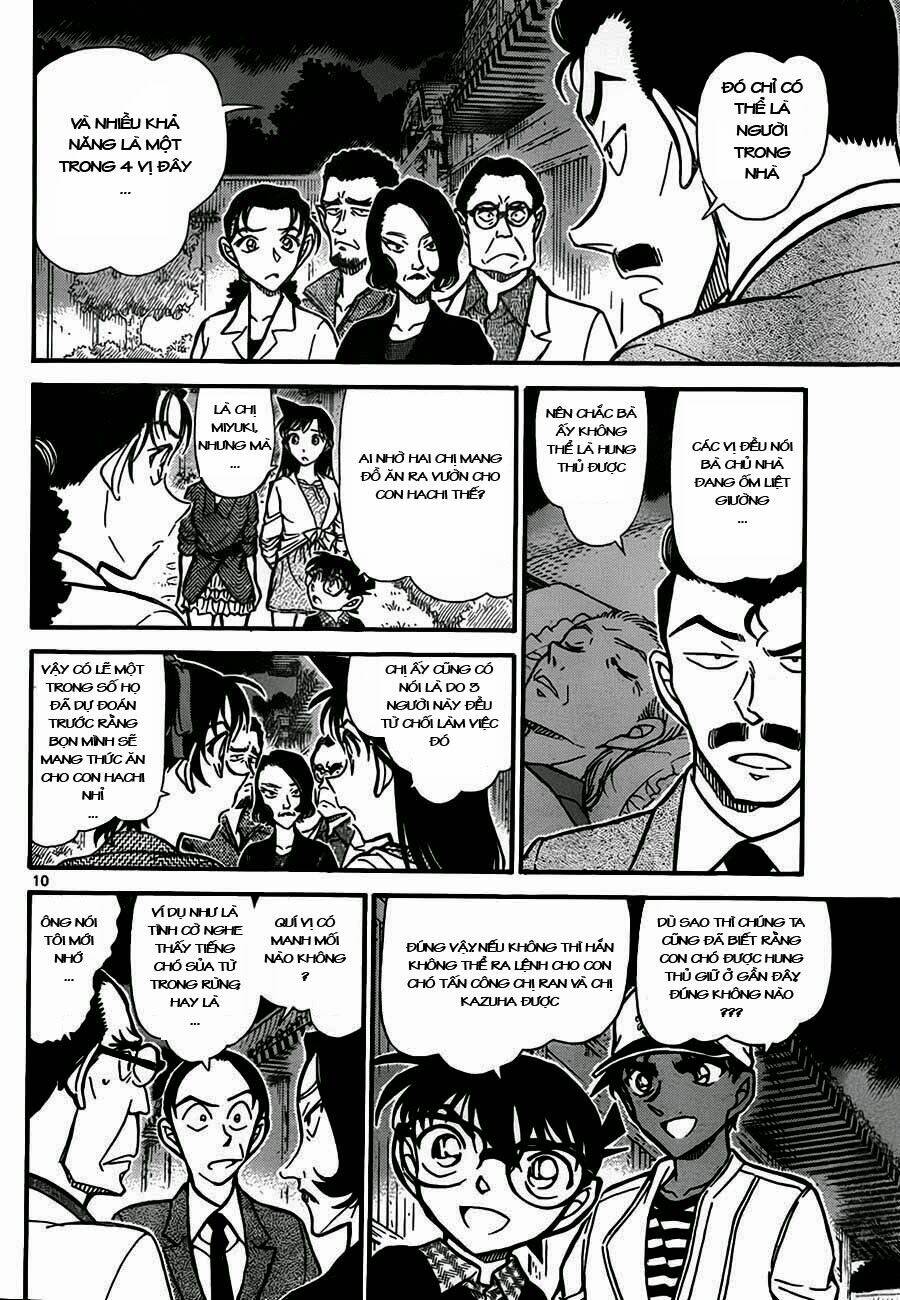 ĐÓ CHỈ CÓ
THỂ LÀ
NGƯỜI
TRONG
NHÀ
VÀ NHIỀU KHẢ
NĂNG LÀ MỘT
TRONG 4 VỊ ĐÂY
...
CÁC VỊ ĐỀU NÓI
BÀ CHỦ NHÀ
ĐANG ỐM LIỆT
GIƯỜNG
...
NÊN CHẮC BÀ
ẤY KHÔNG
THỂ LÀ HUNG
THỦ ĐƯỢC
AI NHỜ HAI CHỊ MANG
ĐỒ ĂN RA VƯỜN CHO
CON HACHI THẾ?
LÀ CHỊ
MIYUKI,
NHƯNG MÀ
...
CHỊ ẤY CŨNG CÓ
NÓI LÀ DO 3
NGƯỜI NÀY ĐỀU
TỪ CHỐI LÀM VIỆC
ĐÓ
VẬY CÓ LẼ MỘT
TRONG SỐ HỌ
ĐÃ DỰ ĐOÁN
TRƯỚC RẰNG
BỌN MÌNH SẼ
MANG THỨC ĂN
CHO CON HACHI
NHỈ
...
10
DÙ SAO THÌ CHÚNG TA
CŨNG ĐÃ BIẾT RẰNG
CON CHÓ ĐƯỢC HUNG
THỦ GIỮ Ở GẦN ĐÂY,
ĐÚNG KHÔNG NÀO
???
ĐÚNG VẬY, NẾU KHÔNG THÌ HẮN
KHÔNG THỂ RA LỆNH CHO CON
CHÓ TẤN CÔNG CHỊ RAN VÀ CHỊ
KAZUHA ĐƯỢC
QUÍ VỊ CÓ
MANH MỐI
NÀO KHÔNG
?
VÍ DỤ NHƯ LÀ
TÌNH CỜ NGHE
THẤY TIẾNG
CHÓ SỦA TỪ
TRONG RỪNG,
HAY LÀ
...
ÔNG NÓI
TÔI MỚI
NHỚ
...